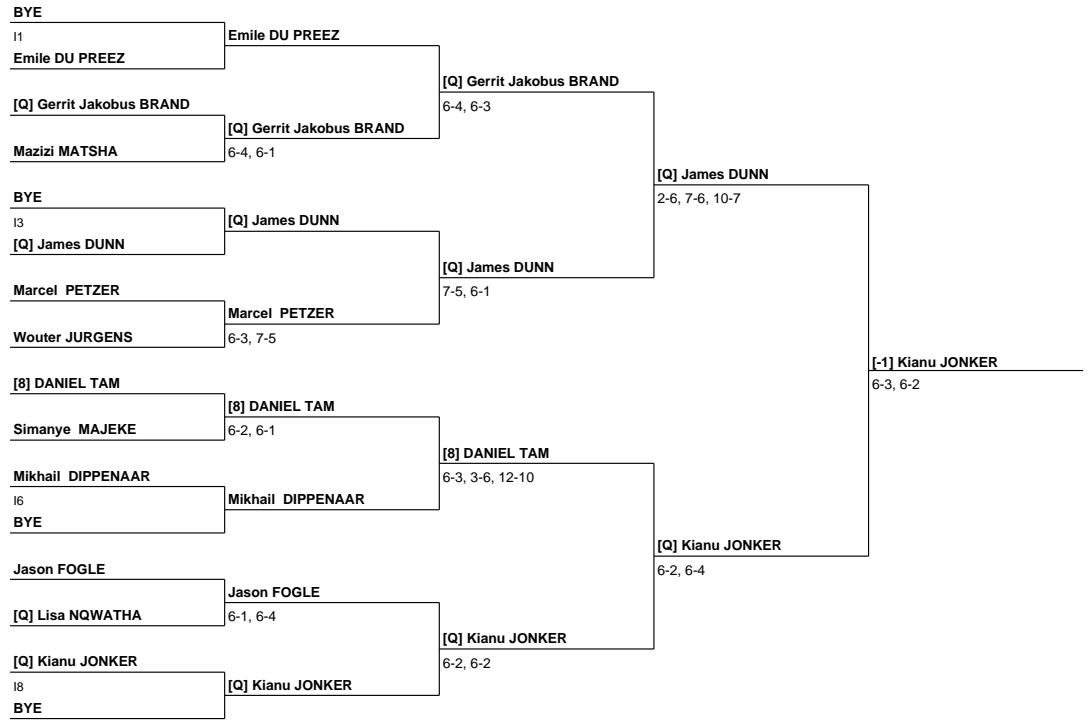 BYE
I1
Emile DU PREEZ
Emile DU PREEZ
[Q] Gerrit Jakobus BRAND
6-4, 6-3
[Q] Gerrit Jakobus BRAND
[Q] Gerrit Jakobus BRAND
6-4, 6-1
Mazizi MATSHA
[Q] James DUNN
2-6, 7-6, 10-7
BYE
I3
[Q] James DUNN
[Q] James DUNN
[Q] James DUNN
7-5, 6-1
Marcel PETZER
Marcel PETZER
6-3, 7-5
Wouter JURGENS
[-1] Kianu JONKER
6-3, 6-2
[8] DANIEL TAM
[8] DANIEL TAM
6-2, 6-1
Simanye MAJEKE
[8] DANIEL TAM
6-3, 3-6, 12-10
Mikhail DIPPENAAR
I6
BYE
Mikhail DIPPENAAR
[Q] Kianu JONKER
6-2, 6-4
Jason FOGLE
Jason FOGLE
6-1, 6-4
[Q] Lisa NQWATHA
[Q] Kianu JONKER
6-2, 6-2
[Q] Kianu JONKER
I8
BYE
[Q] Kianu JONKER